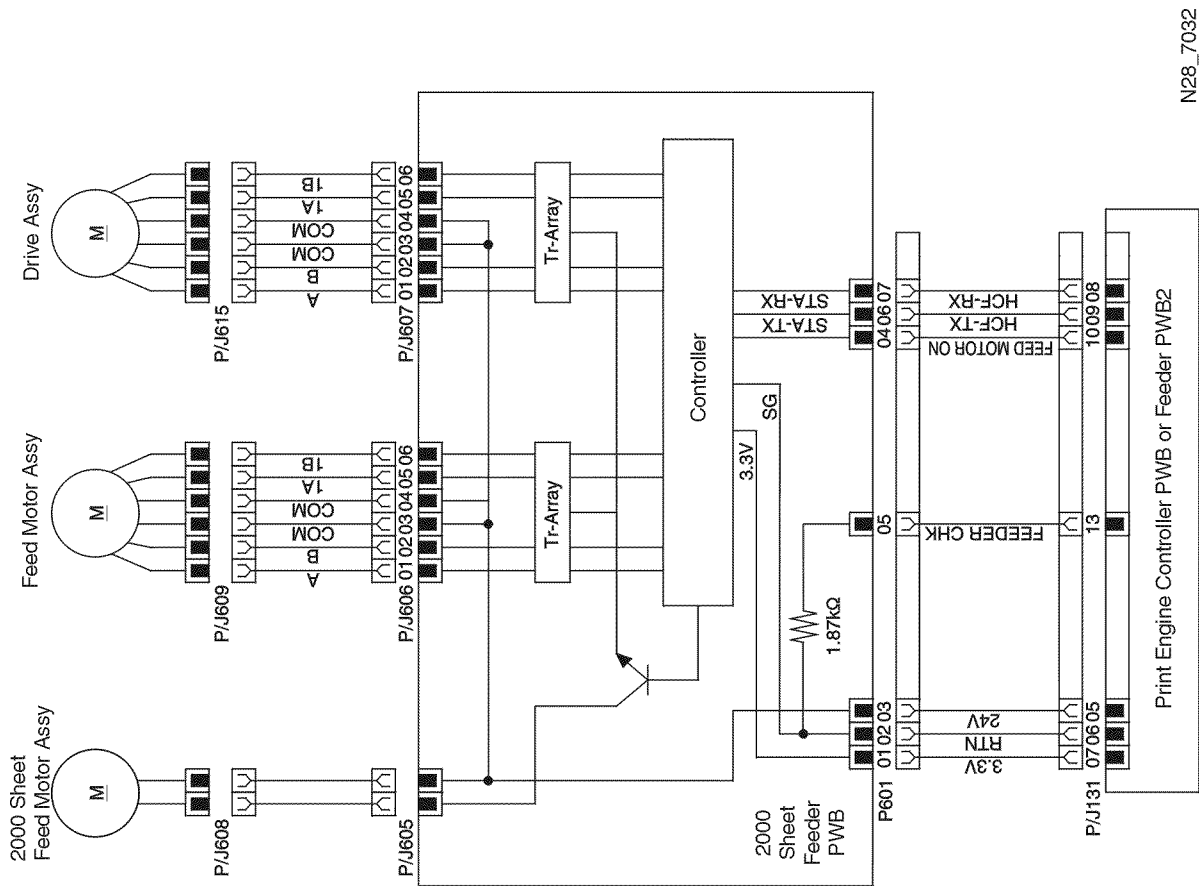 2000 Sheet
Feed Motor Assy
Feed Motor Assy
Drive Assy
M
M
M
P/J608
P/J609
P/J615
A
B
COM
COM
1A
1B
A
B
COM
COM
1A
1B
P/J605
P/J606
01 02 03 04 05 06
P/J607
01 02 03 04 05 06
Tr-Array
Tr-Array
Controller
3.3V
SG
STA-TX
STA-RX
1.87kΩ
2000
Sheet
Feeder
PWB
P601
01 02 03
05
04 06 07
3.3V
RTN
24V
FEEDER CHK
FEED MOTOR ON
HCF-TX
HCF-RX
P/J131
07 06 05
13
10 09 08
Print Engine Controller PWB or Feeder PWB2
N28_7032